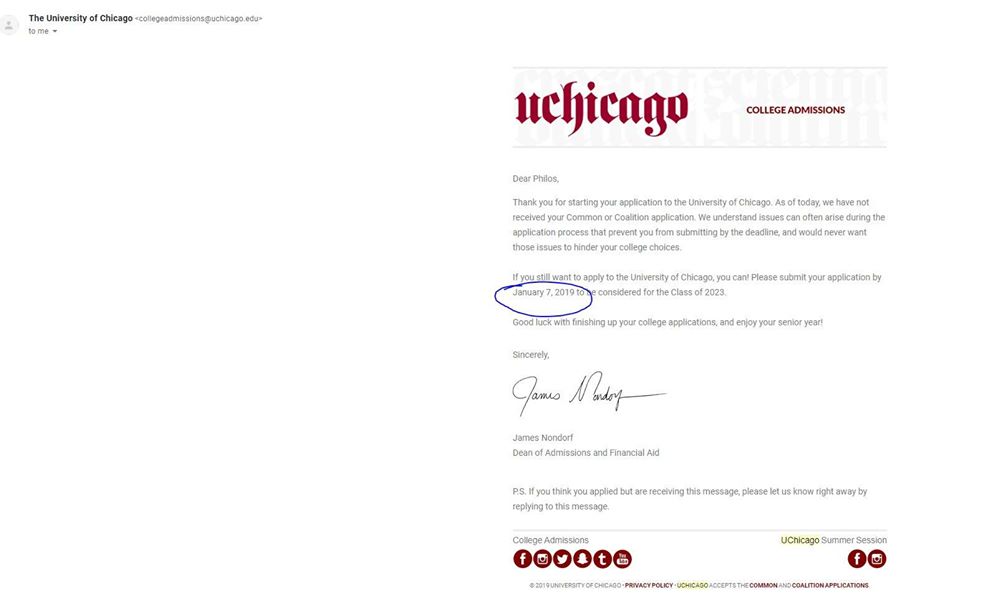 The University of Chicago <collegeadmissions@uchicago.edu>
to me
uchicago
COLLEGE ADMISSIONS
Dear Philos,
Thank you for starting your application to the University of Chicago. As of today, we have not
received your Common or Coalition application. We understand issues can often arise during the
application process that prevent you from submitting by the deadline, and would never want
those issues to hinder your college choices.
If you still want to apply to the University of Chicago, you can! Please submit your application by
January 7, 2019 to be considered for the Class of 2023.
Good luck with finishing up your college applications, and enjoy your senior year!
Sincerely,
James Nondorf
James Nondorf
Dean of Admissions and Financial Aid
P.S. If you think you applied but are receiving this message, please let us know right away by
replying to this message.
College Admissions
UChicago Summer Session
You Tube
© 2019 UNIVERSITY OF CHICAGO • PRIVACY POLICY • UCHICAGO ACCEPTS THE COMMON AND COALITION APPLICATIONS